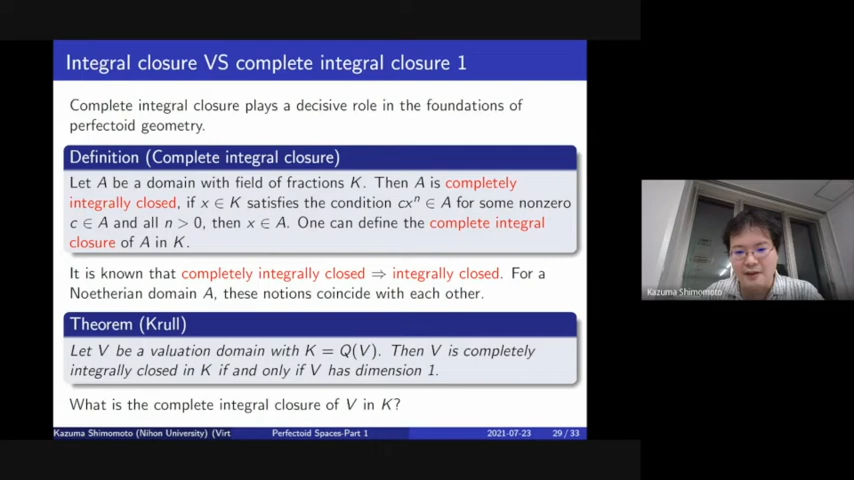 Integral closure VS complete integral closure 1
Complete integral closure plays a decisive role in the foundations of
perfectoid geometry.
Definition (Complete integral closure)
Let A be a domain with field of fractions K. Then A is completely
integrally closed, if x ∈ K satisfies the condition cxⁿ ∈ A for some nonzero
c ∈ A and all n > 0, then x ∈ A. One can define the complete integral
closure of A in K.
It is known that completely integrally closed ⇒ integrally closed. For a
Noetherian domain A, these notions coincide with each other.
Theorem (Krull)
Let V be a valuation domain with K = Q(V). Then V is completely
integrally closed in K if and only if V has dimension 1.
What is the complete integral closure of V in K?
Kazuma Shimomoto (Nihon University) (Virt
Perfectoid Spaces-Part 1
2021-07-23
29 / 33
Kazuma Shimomoto